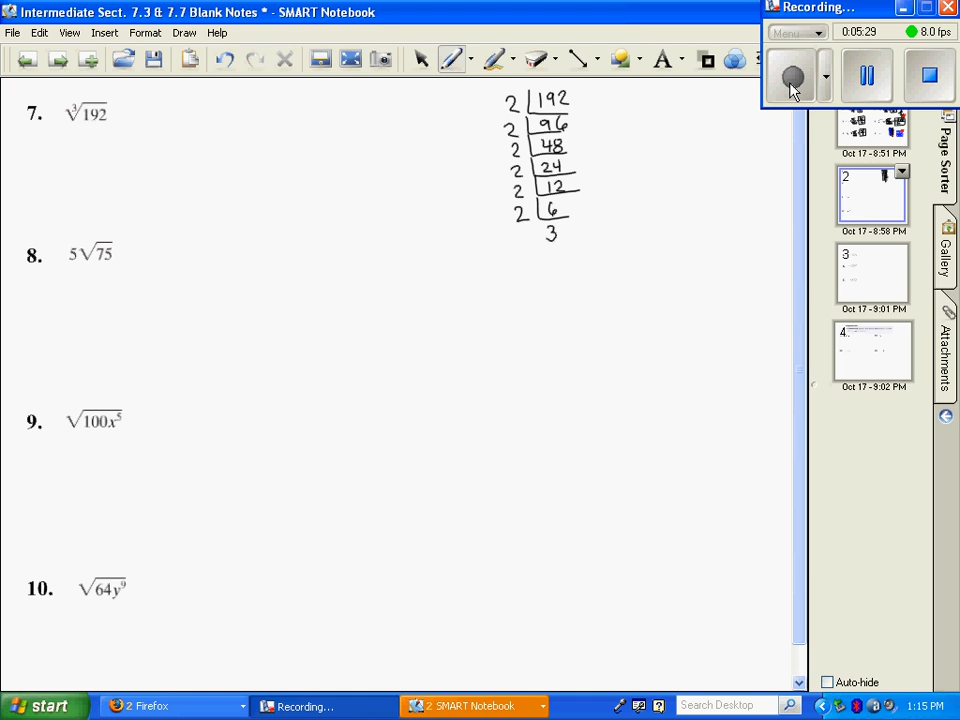 Intermediate Sect. 7.3 & 7.7 Blank Notes * - SMART Notebook
Recording...
File Edit View Insert Format Draw Help
Menu 0:05:29 8.0 fps
7. ∛192
2 | 192
2 | 96
2 | 48
2 | 24
2 | 12
2 | 6
3
8. 5√75
9. √100x⁵
10. √64y⁹
Oct 17 - 8:51 PM
2
Oct 17 - 8:58 PM
3
Oct 17 - 9:01 PM
4
Oct 17 - 9:02 PM
Page Sorter
Gallery
Attachments
Auto-hide
start 2 Firefox Recording... 2 SMART Notebook Search Desktop 1:15 PM